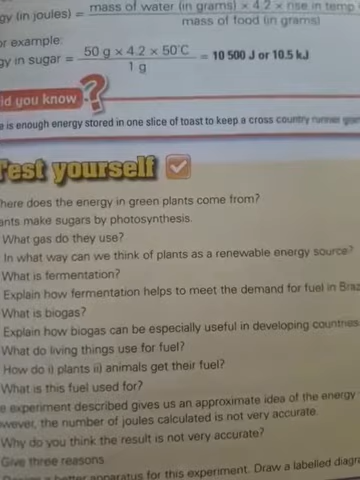 gy (in joules) = mass of water (in grams) × 4.2 × rise in temp
mass of food (in grams)
or example:
gy in sugar = 50 g × 4.2 × 50°C = 10 500 J or 10.5 kJ
1 g
id you know ?
e is enough energy stored in one slice of toast to keep a cross country runner
Test yourself
here does the energy in green plants come from?
ants make sugars by photosynthesis.
What gas do they use?
In what way can we think of plants as a renewable energy source?
What is fermentation?
Explain how fermentation helps to meet the demand for fuel in Braz
What is biogas?
Explain how biogas can be especially useful in developing countries
What do living things use for fuel?
How do i) plants ii) animals get their fuel?
What is this fuel used for?
e experiment described gives us an approximate idea of the energy
owever, the number of joules calculated is not very accurate.
Why do you think the result is not very accurate?
Give three reasons.
better apparatus for this experiment. Draw a labelled diagr